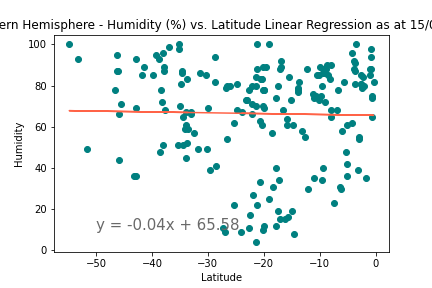 ern Hemisphere - Humidity (%) vs. Latitude Linear Regression as at 15/0
100
80
60
40
20
0
Humidity
y = -0.04x + 65.58
−50 −40 −30 −20 −10 0
Latitude